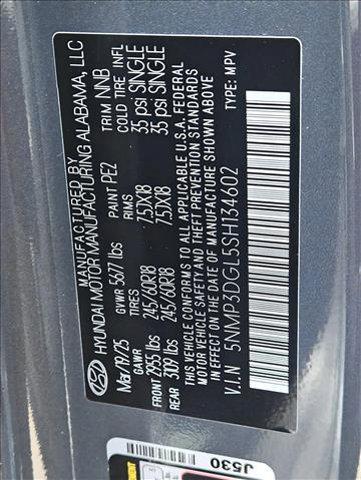 MANUFACTURED BY
HYUNDAI MOTOR MANUFACTURING ALABAMA, LLC
Mar/19/25 PAINT PE2 TRIM NNB
GVWR 5677 lbs
GAWR TIRES RIMS COLD TIRE INFL
FRONT 2955 lbs 245/60R18 7.5JX18 35 psi SINGLE
REAR 3109 lbs 245/60R18 7.5JX18 35 psi SINGLE
THIS VEHICLE CONFORMS TO ALL APPLICABLE U.S.A. FEDERAL
MOTOR VEHICLE SAFETY AND THEFT PREVENTION STANDARDS
IN EFFECT ON THE DATE OF MANUFACTURE SHOWN ABOVE
V.I.N 5NMP3DGL5SH134602 TYPE: MPV
J530